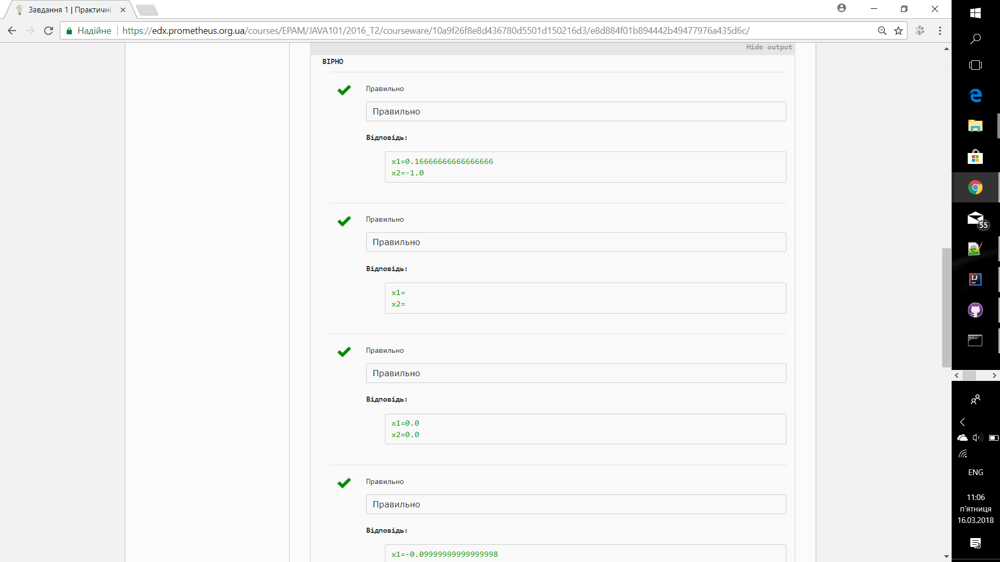 Завдання 1 | Практичні
Надійне
https://edx.prometheus.org.ua/courses/EPAM/JAVA101/2016_T2/courseware/10a9f26f8e8d436780d5501d150216d3/e8d884f01b894442b49477976a435d6c/
Hide output
ВІРНО
Правильно
Правильно
Відповідь:
x1=0.16666666666666666
x2=-1.0
Правильно
Правильно
Відповідь:
x1=
x2=
Правильно
Правильно
Відповідь:
x1=0.0
x2=0.0
Правильно
Правильно
Відповідь:
x1=-0.09999999999999998
55
IJ
ENG
11:06
п'ятниця
16.03.2018